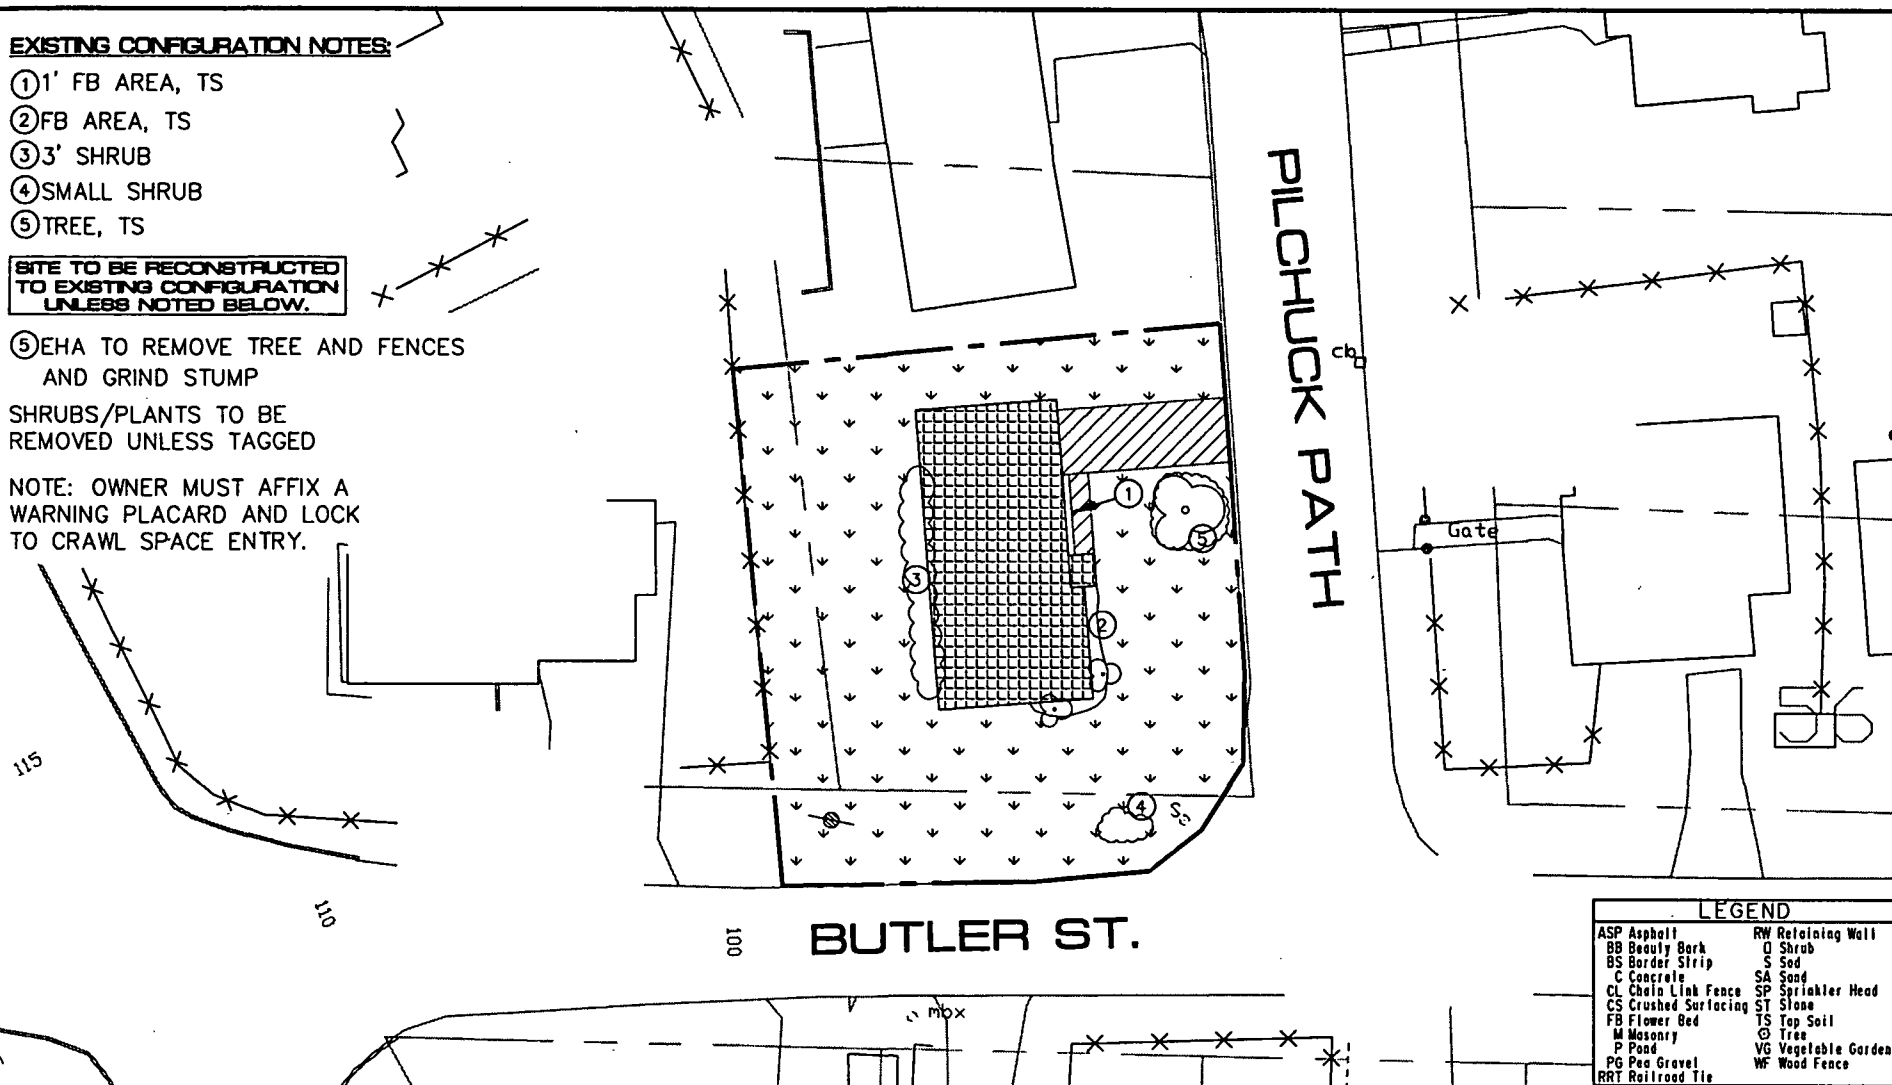 EXISTING CONFIGURATION NOTES:
① 1' FB AREA, TS
② FB AREA, TS
③ 3' SHRUB
④ SMALL SHRUB
⑤ TREE, TS
SITE TO BE RECONSTRUCTED
TO EXISTING CONFIGURATION
UNLESS NOTED BELOW.
⑤ EHA TO REMOVE TREE AND FENCES
AND GRIND STUMP
SHRUBS/PLANTS TO BE
REMOVED UNLESS TAGGED
NOTE: OWNER MUST AFFIX A
WARNING PLACARD AND LOCK
TO CRAWL SPACE ENTRY.
PILCHUCK PATH
cb
Gate
1
5
3
2
4
S
115
110
100
BUTLER ST.
mbx
LEGEND
ASP Asphalt
BB Beauty Bark
BS Border Strip
C Concrete
CL Chain Link Fence
CS Crushed Surfacing
FB Flower Bed
M Masonry
P Pond
PG Pea Gravel
RRT Railroad Tie
RW Retaining Wall
Shrub
S Sod
SA Sand
SP Sprinkler Head
ST Stone
TS Top Soil
Tree
VG Vegetable Garden
WF Wood Fence